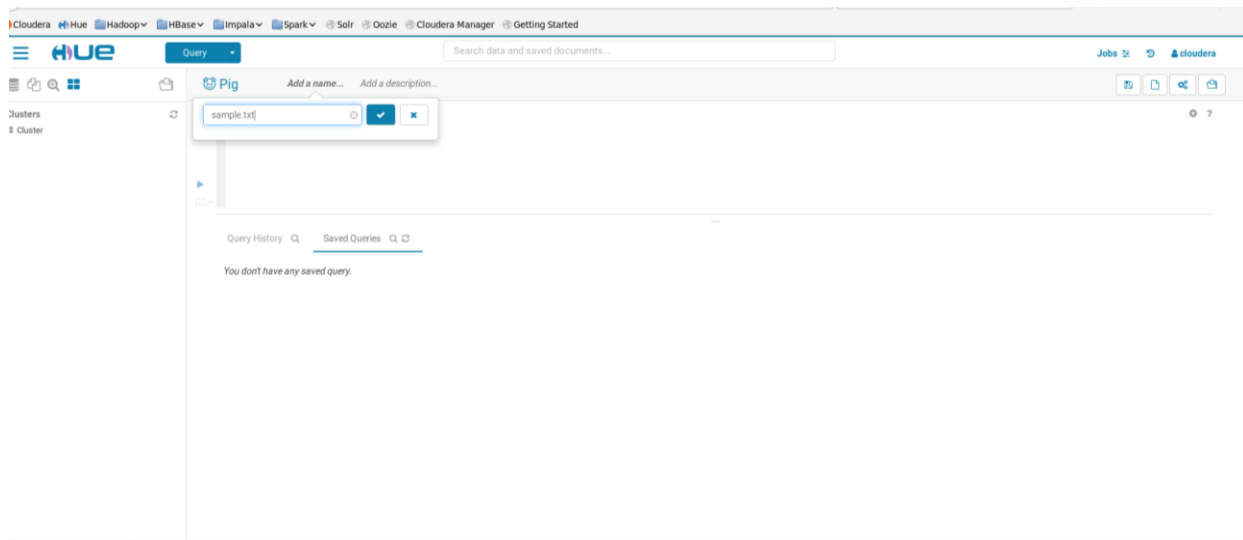 Cloudera Hue Hadoop HBase Impala Spark Solr Oozie Cloudera Manager Getting Started
HUE Query Search data and saved documents... Jobs cloudera
Pig Add a name... Add a description...
Clusters
Cluster
sample.txt
?
Query History Saved Queries
You don't have any saved query.